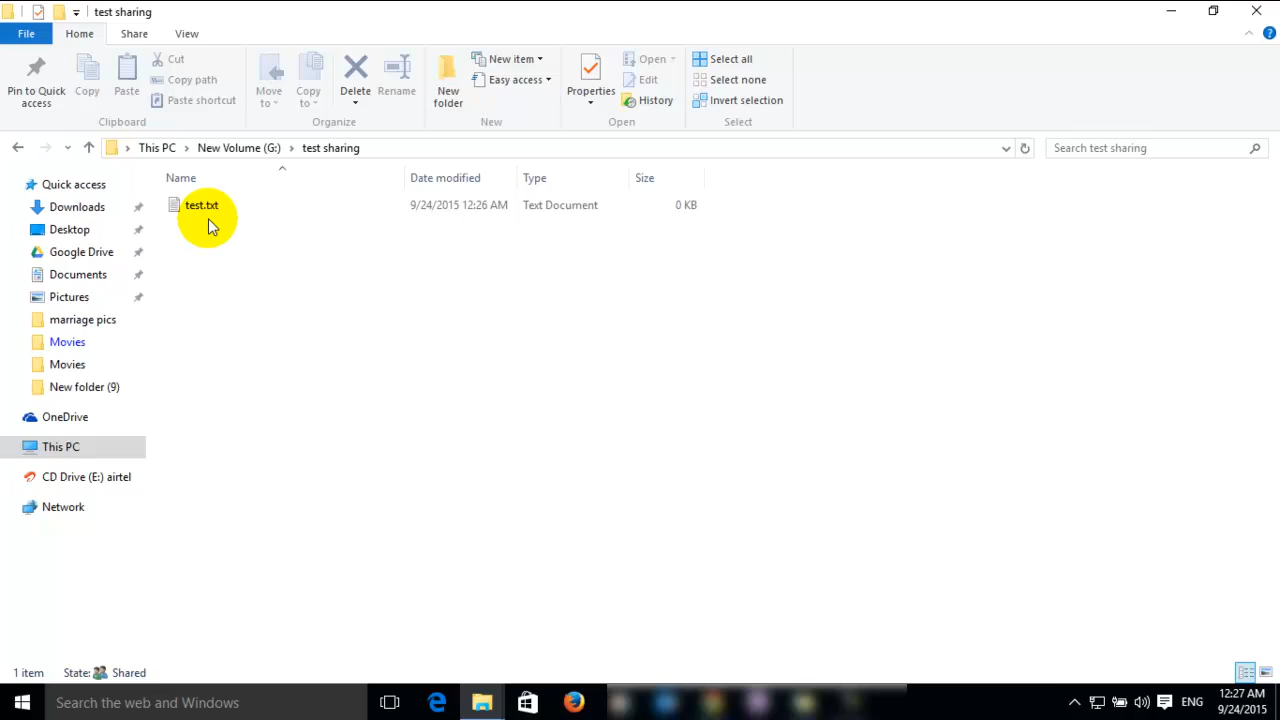 test sharing
File Home Share View
Pin to Quick access
Copy
Paste
Cut
Copy path
Paste shortcut
Clipboard
Move to
Copy to
Delete
Rename
Organize
New folder
New item
Easy access
New
Properties
Open
Edit
History
Open
Select all
Select none
Invert selection
Select
This PC New Volume (G:) test sharing
Search test sharing
Name Date modified Type Size
test.txt 9/24/2015 12:26 AM Text Document 0 KB
Quick access
Downloads
Desktop
Google Drive
Documents
Pictures
marriage pics
Movies
Movies
New folder (9)
OneDrive
This PC
CD Drive (E:) airtel
Network
1 item State: Shared
Search the web and Windows
ENG
12:27 AM
9/24/2015